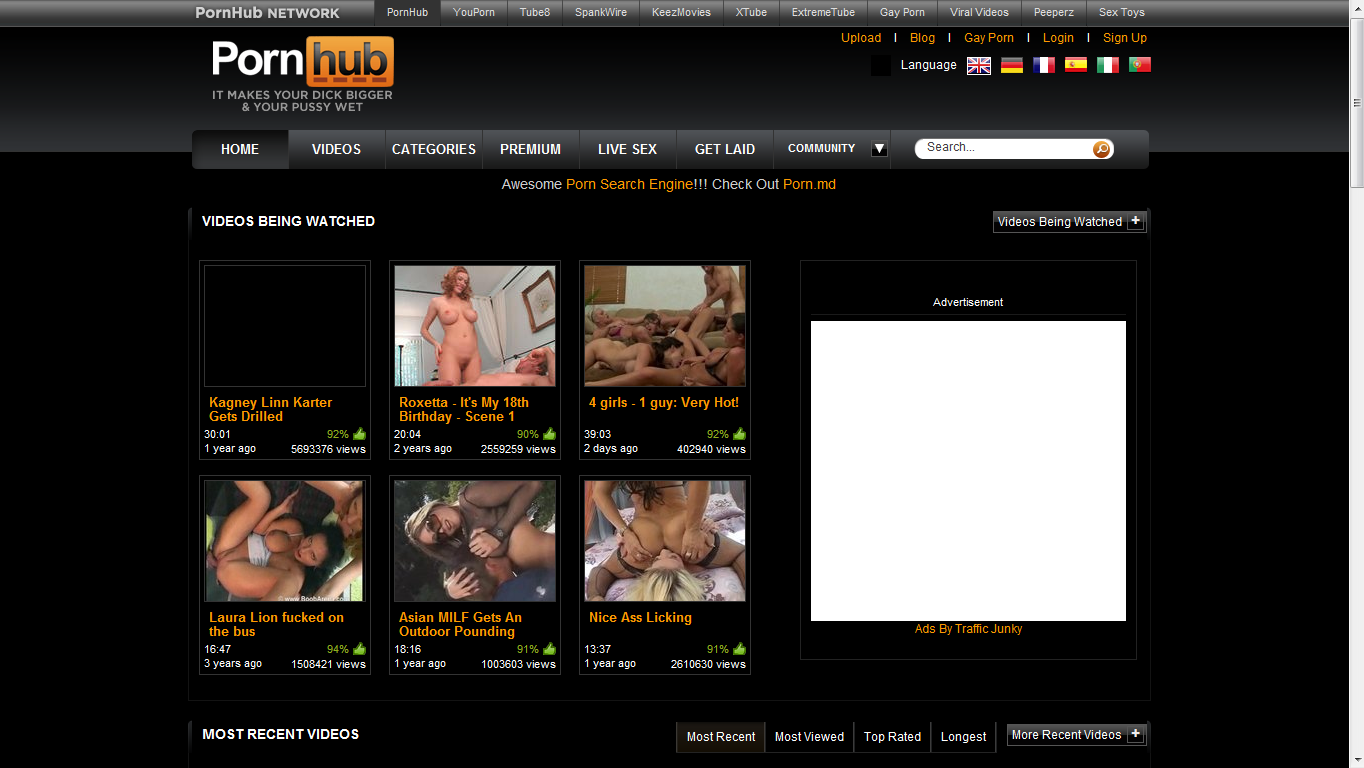 PornHub NETWORK
PornHub YouPorn Tube8 SpankWire KeezMovies XTube ExtremeTube Gay Porn Viral Videos Peeperz Sex Toys
Upload I Blog I Gay Porn I Login I Sign Up
Porn hub
IT MAKES YOUR DICK BIGGER
& YOUR PUSSY WET
Language
HOME VIDEOS CATEGORIES PREMIUM LIVE SEX GET LAID COMMUNITY Search...
Awesome Porn Search Engine!!! Check Out Porn.md
VIDEOS BEING WATCHED
Videos Being Watched +
Kagney Linn Karter
Gets Drilled
30:01 92%
1 year ago 5693376 views
Roxetta - It's My 18th
Birthday - Scene 1
20:04 90%
2 years ago 2559259 views
4 girls - 1 guy: Very Hot!
39:03 92%
2 days ago 402940 views
Advertisement
Ads By Traffic Junky
Laura Lion fucked on
the bus
16:47 94%
3 years ago 1508421 views
Asian MILF Gets An
Outdoor Pounding
18:16 91%
1 year ago 1003603 views
Nice Ass Licking
13:37 91%
1 year ago 2610630 views
MOST RECENT VIDEOS
Most Recent Most Viewed Top Rated Longest
More Recent Videos +